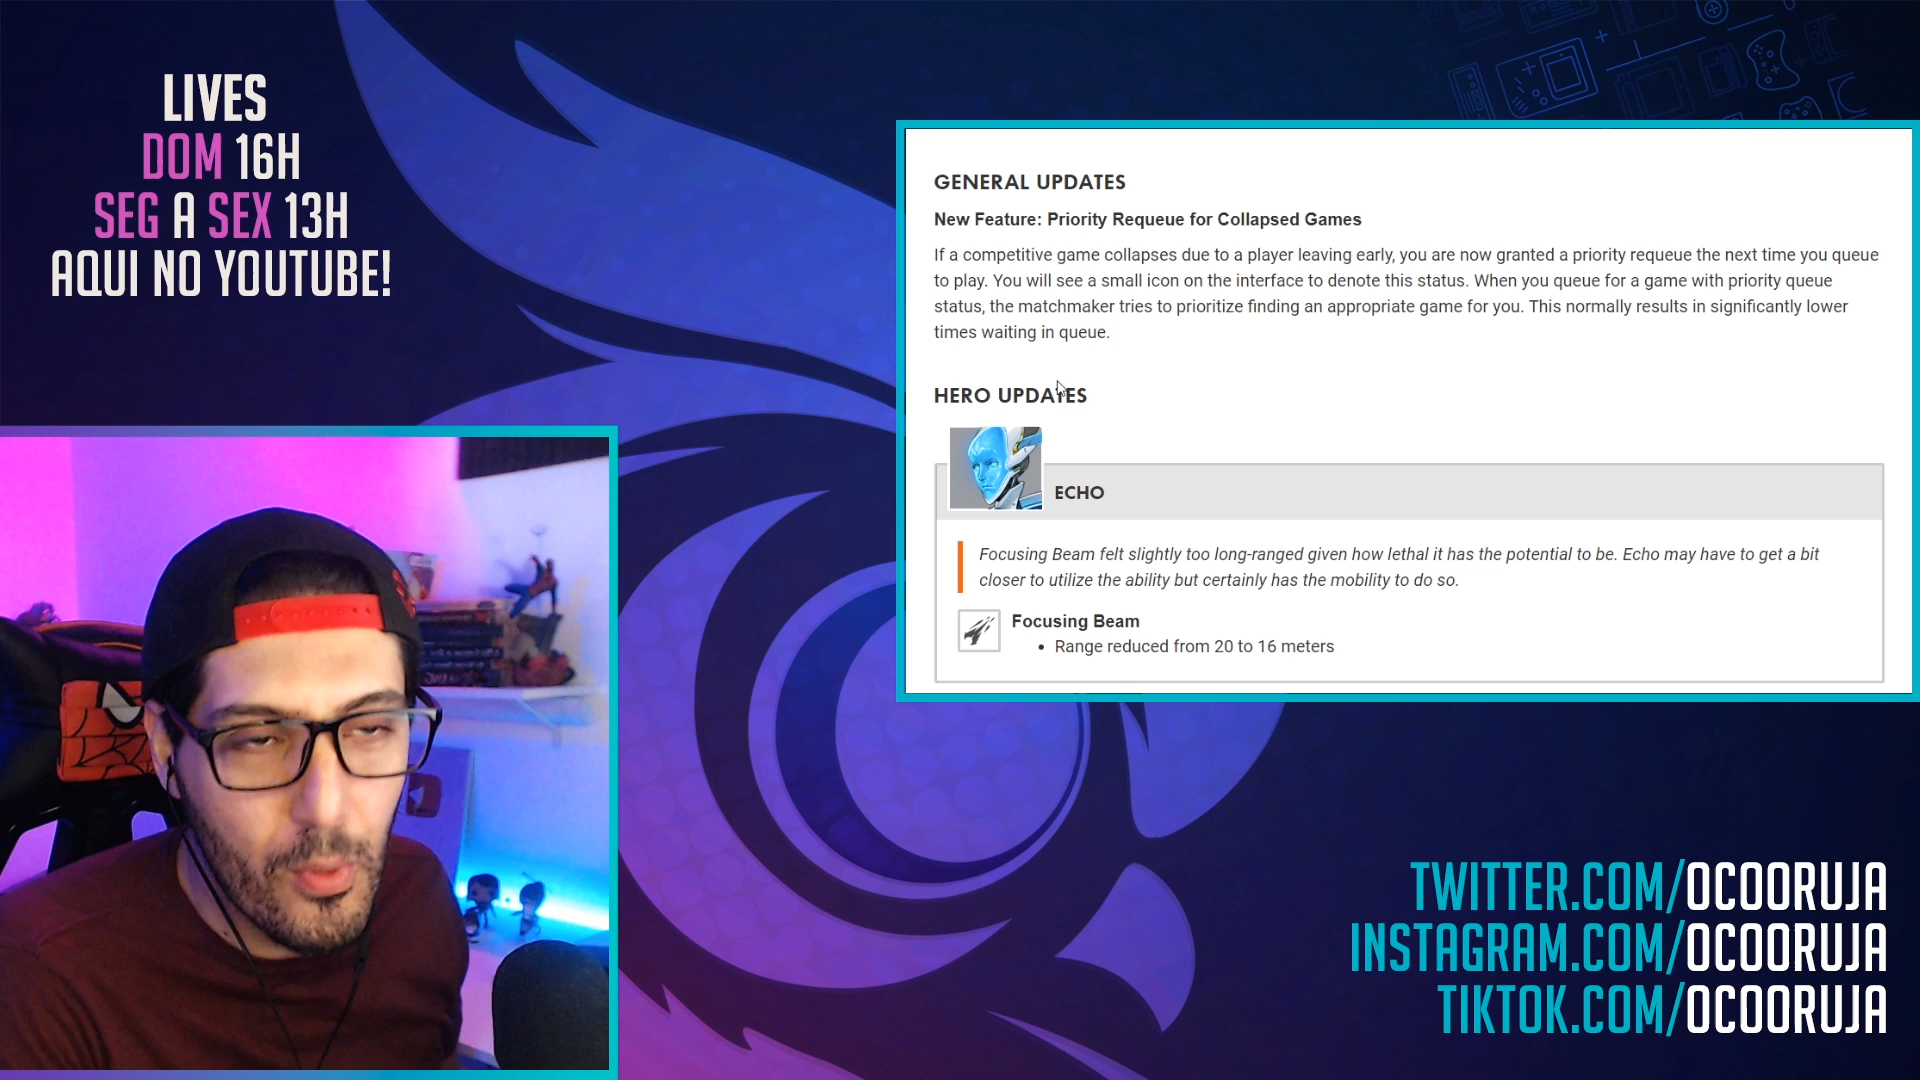 LIVES
DOM 16H
SEG A SEX 13H
AQUI NO YOUTUBE!
GENERAL UPDATES
New Feature: Priority Requeue for Collapsed Games
If a competitive game collapses due to a player leaving early, you are now granted a priority requeue the next time you queue
to play. You will see a small icon on the interface to denote this status. When you queue for a game with priority queue
status, the matchmaker tries to prioritize finding an appropriate game for you. This normally results in significantly lower
times waiting in queue.
HERO UPDATES
ECHO
Focusing Beam felt slightly too long-ranged given how lethal it has the potential to be. Echo may have to get a bit
closer to utilize the ability but certainly has the mobility to do so.
Focusing Beam
• Range reduced from 20 to 16 meters
TWITTER.COM/OCOORUJA
INSTAGRAM.COM/OCOORUJA
TIKTOK.COM/OCOORUJA